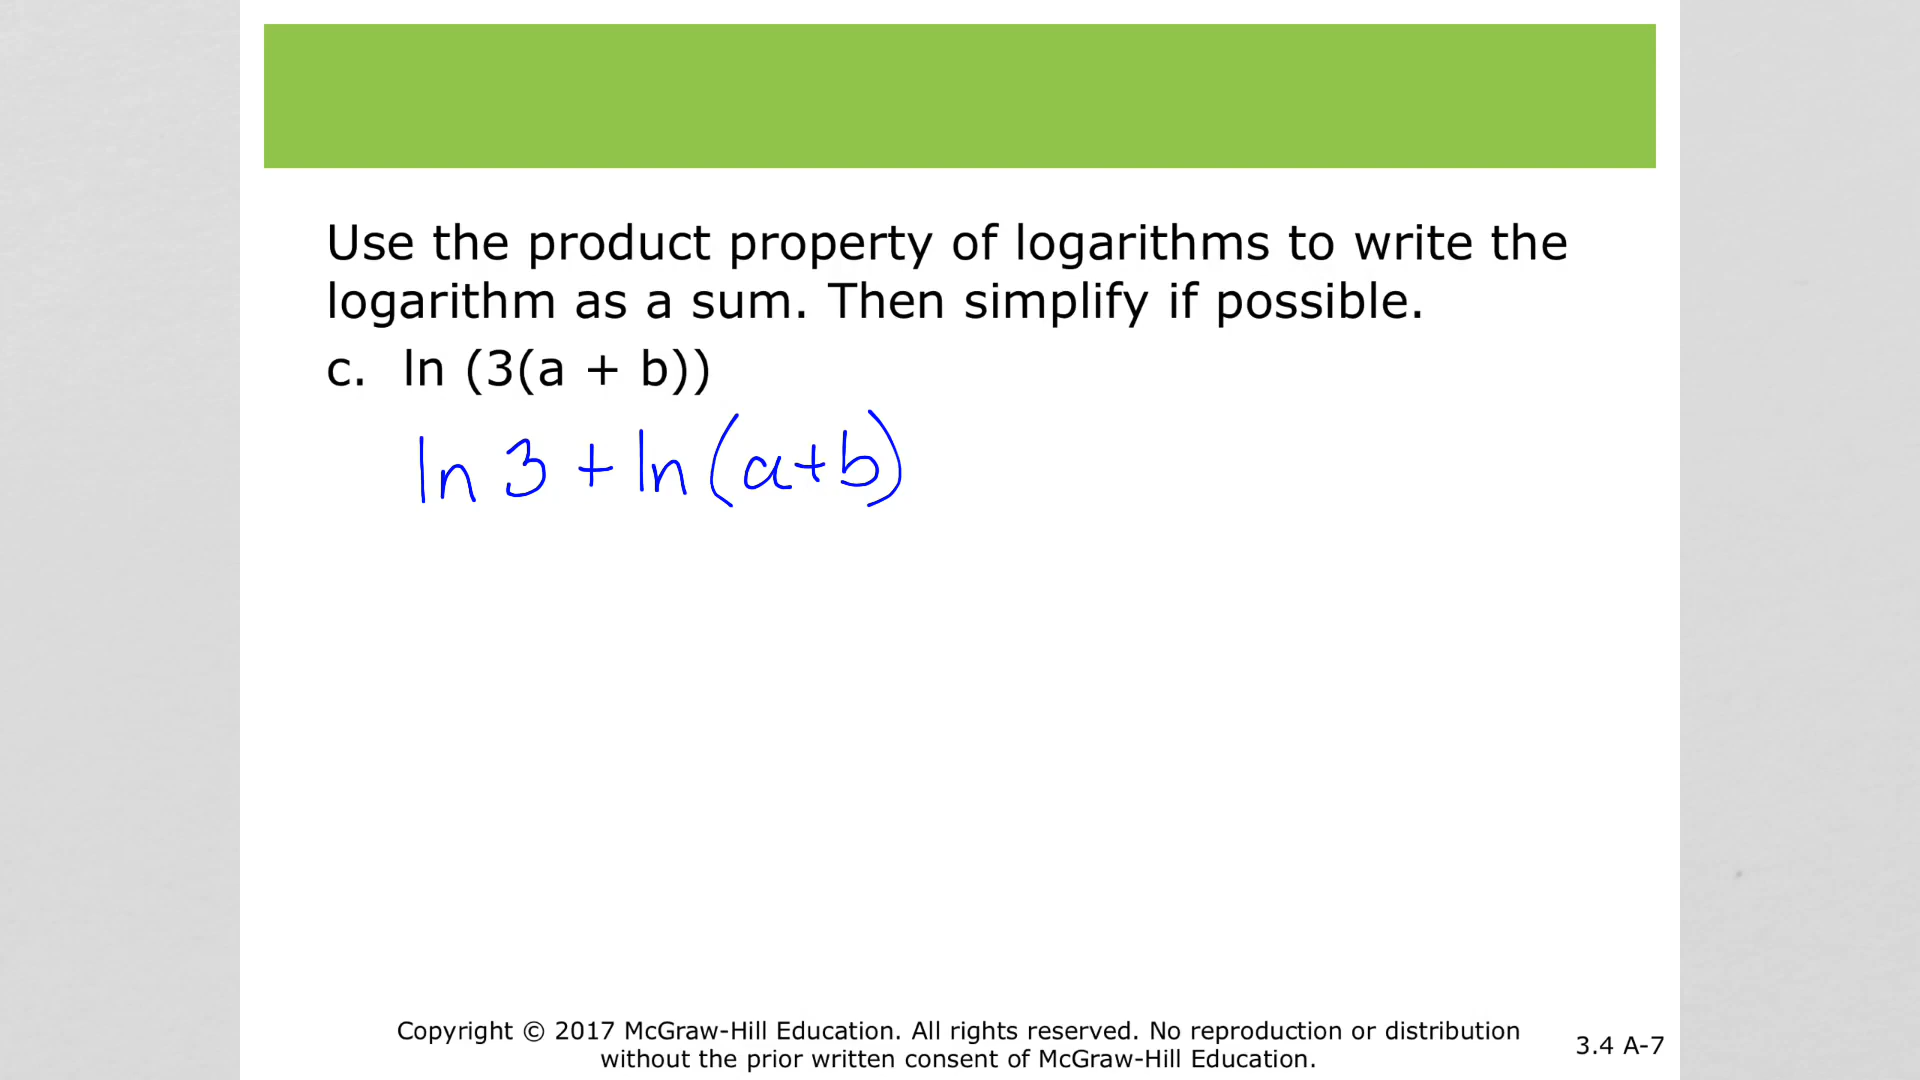 Use the product property of logarithms to write the
logarithm as a sum. Then simplify if possible.
c. ln (3(a + b))
ln 3 + ln (a+b)
Copyright © 2017 McGraw-Hill Education. All rights reserved. No reproduction or distribution
without the prior written consent of McGraw-Hill Education.
3.4 A-7